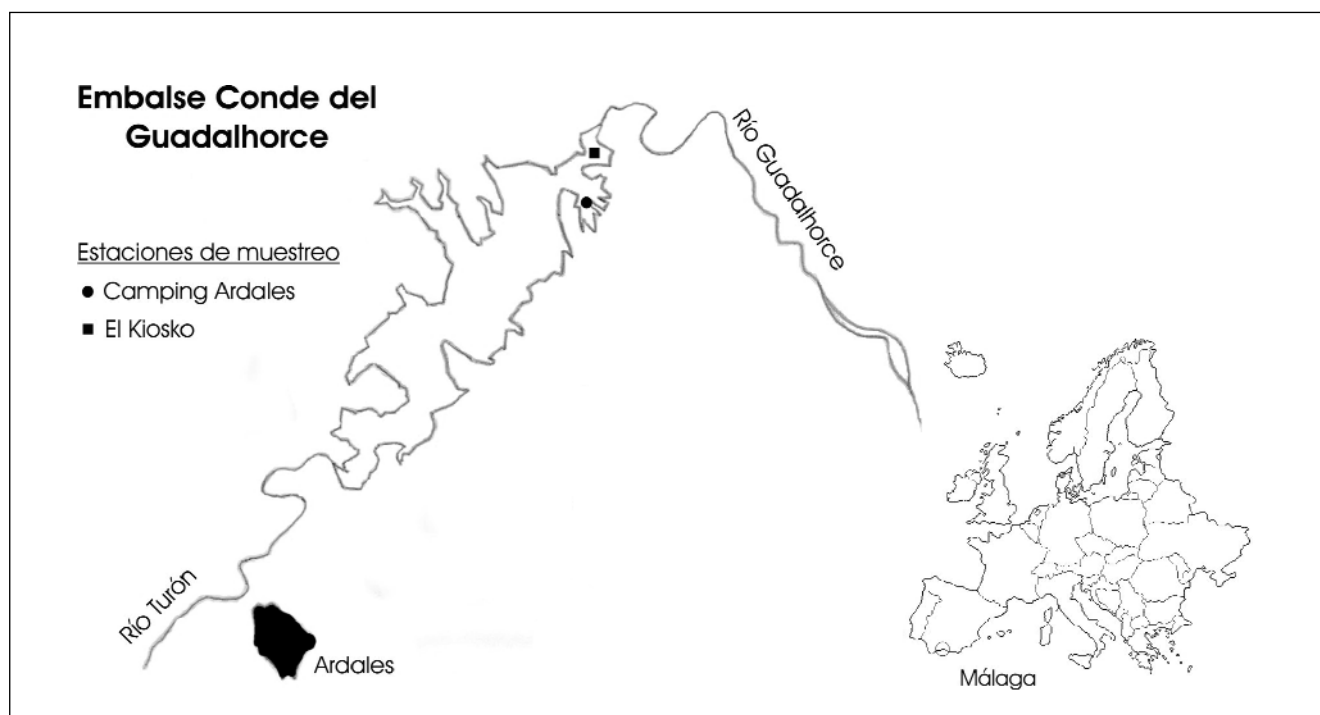 Embalse Conde del
Guadalhorce
Estaciones de muestreo
Camping Ardales
El Kiosko
Río Guadalhorce
Río Turón
Ardales
Málaga